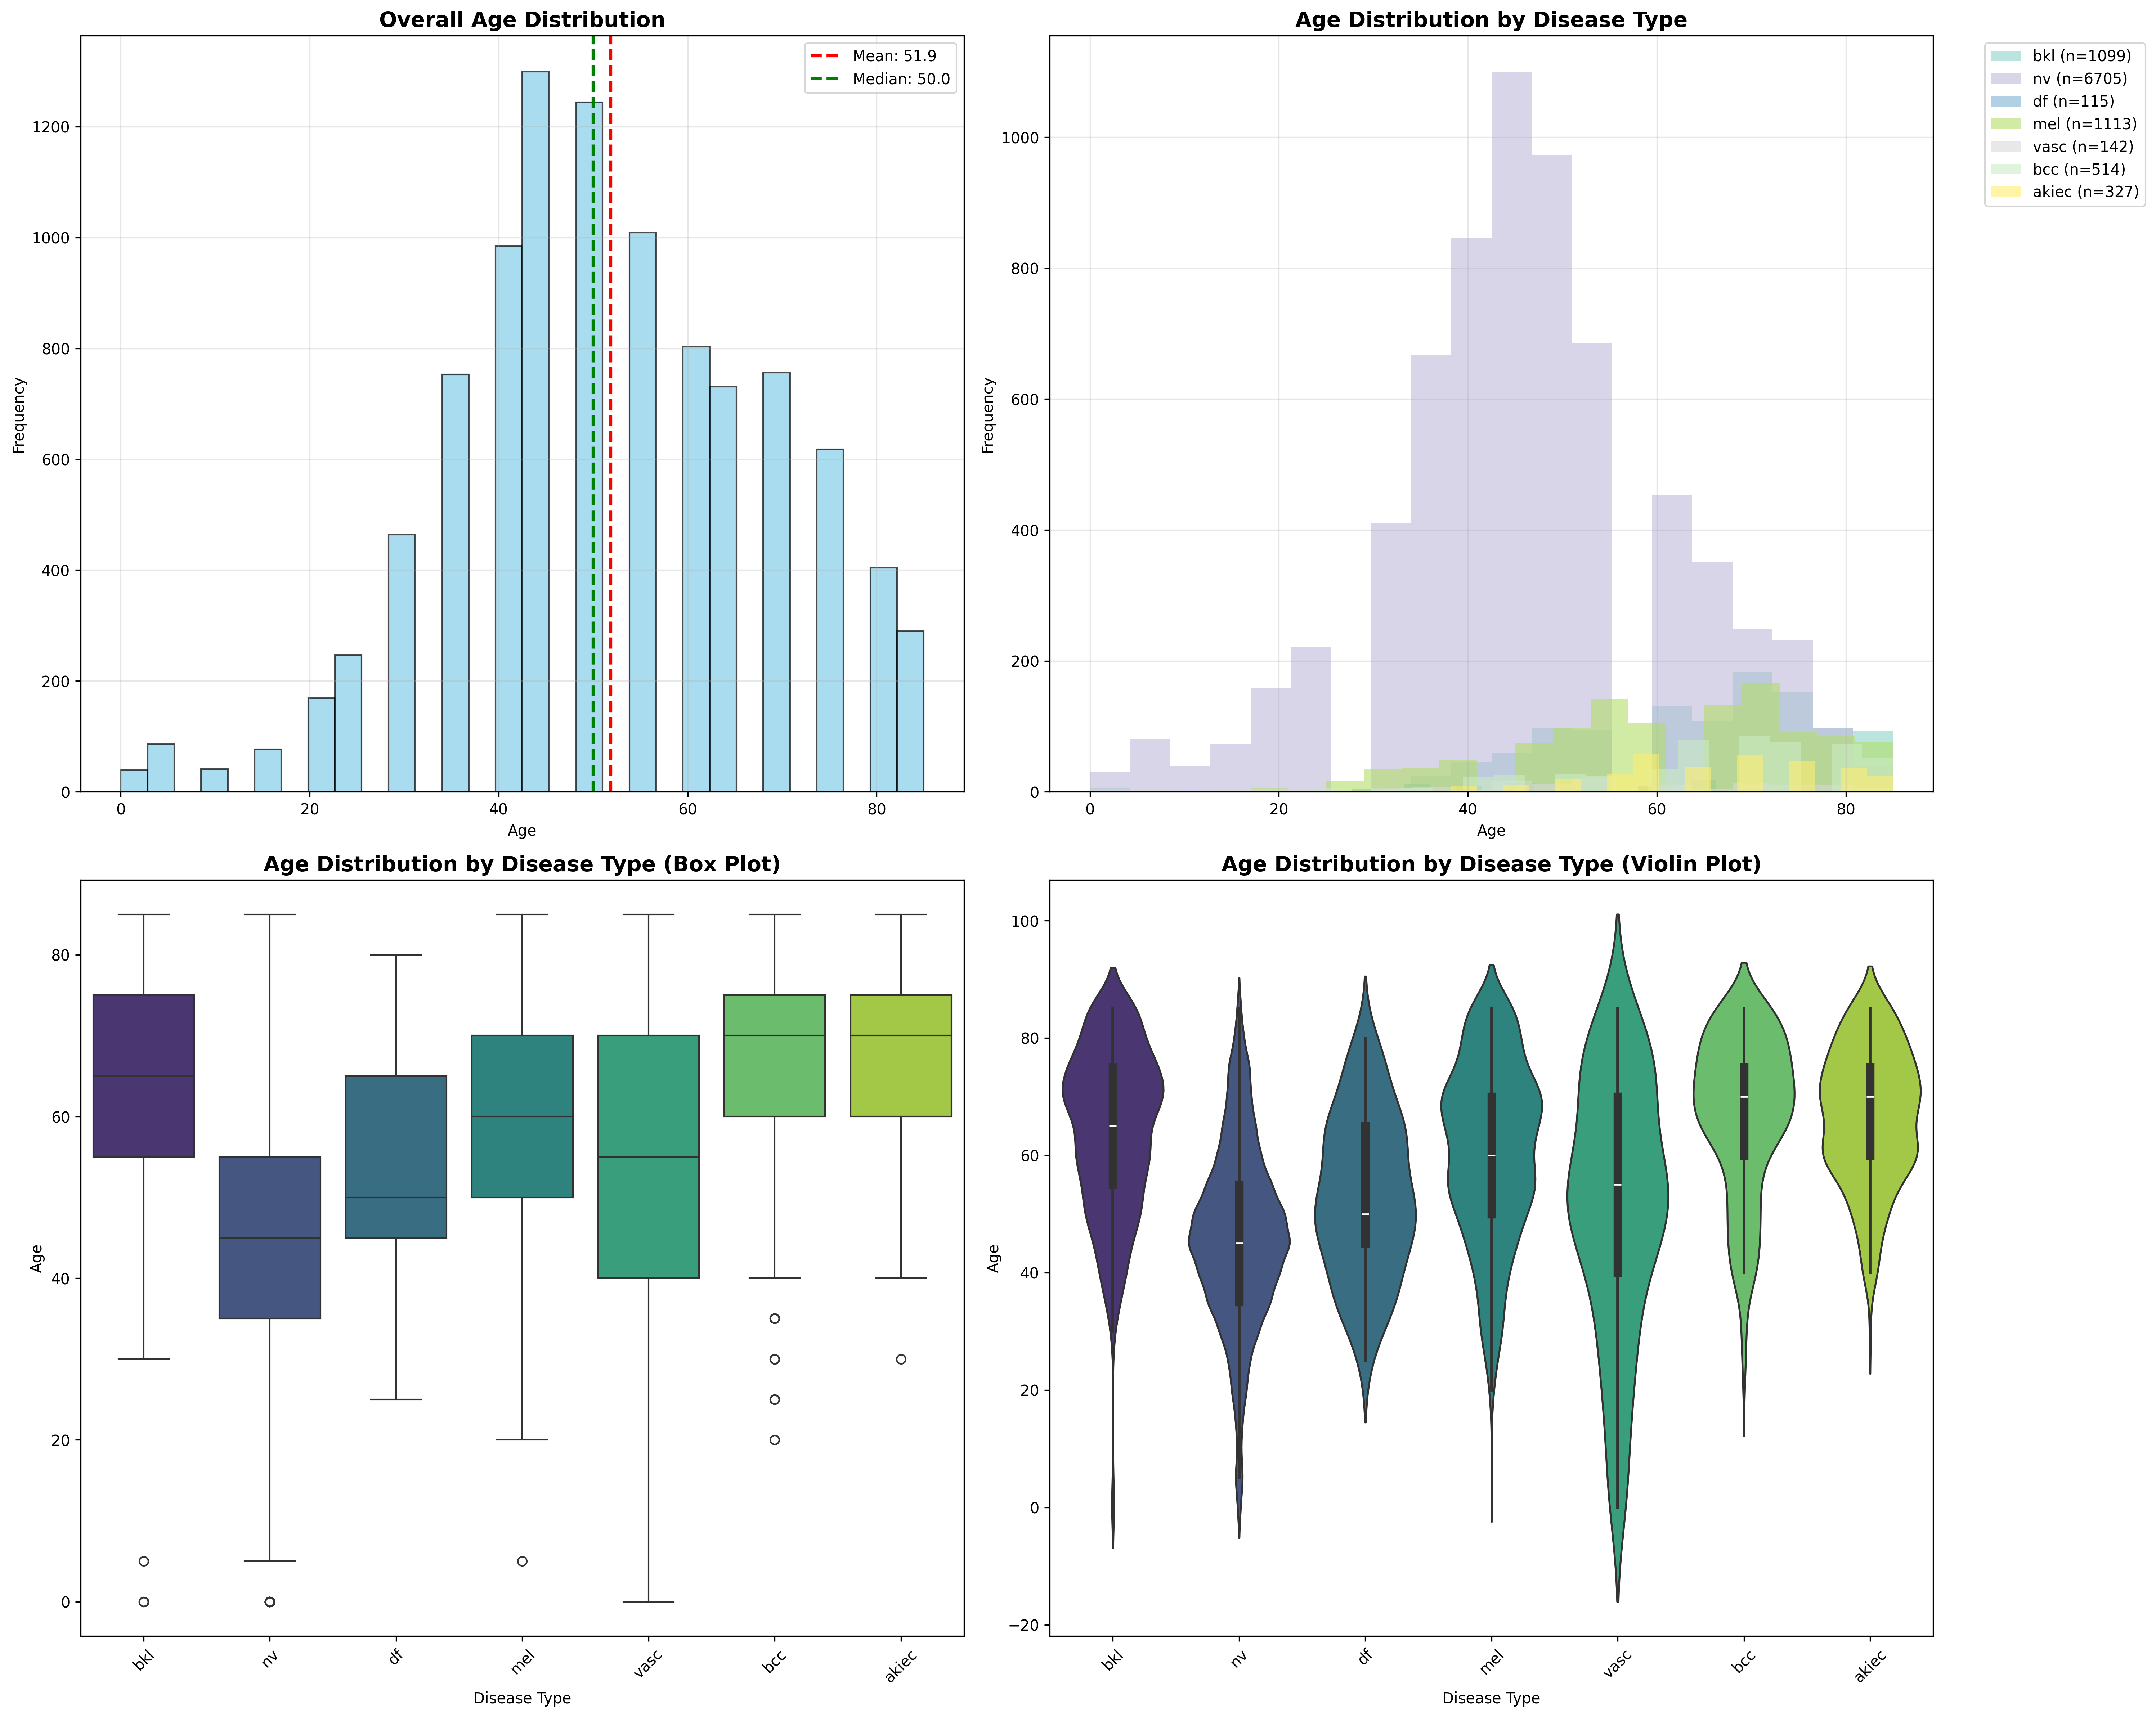 Overall Age Distribution
Frequency
1200
1000
800
600
400
200
0
0 20 40 60 80
Age
Mean: 51.9
Median: 50.0
Age Distribution by Disease Type
Frequency
1000
800
600
400
200
0
0 20 40 60 80
Age
bkl (n=1099)
nv (n=6705)
df (n=115)
mel (n=1113)
vasc (n=142)
bcc (n=514)
akiec (n=327)
Age Distribution by Disease Type (Box Plot)
Age
80
60
40
20
0
bkl nv df mel vasc bcc akiec
Disease Type
Age Distribution by Disease Type (Violin Plot)
Age
100
80
60
40
20
0
−20
bkl nv df mel vasc bcc akiec
Disease Type